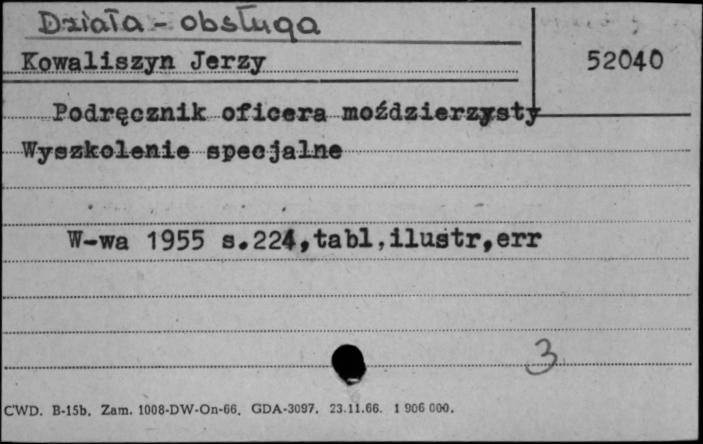 Działa - obsługa
Kowaliszyn Jerzy
52040
Podręcznik oficera moździerzysty
Wyszkolenie specjalne
W-wa 1955 s.224,tabl,ilustr,err
3
CWD. B-15b. Zam. 1008-DW-On-66. GDA-3097. 23.11.66. 1 906 000.